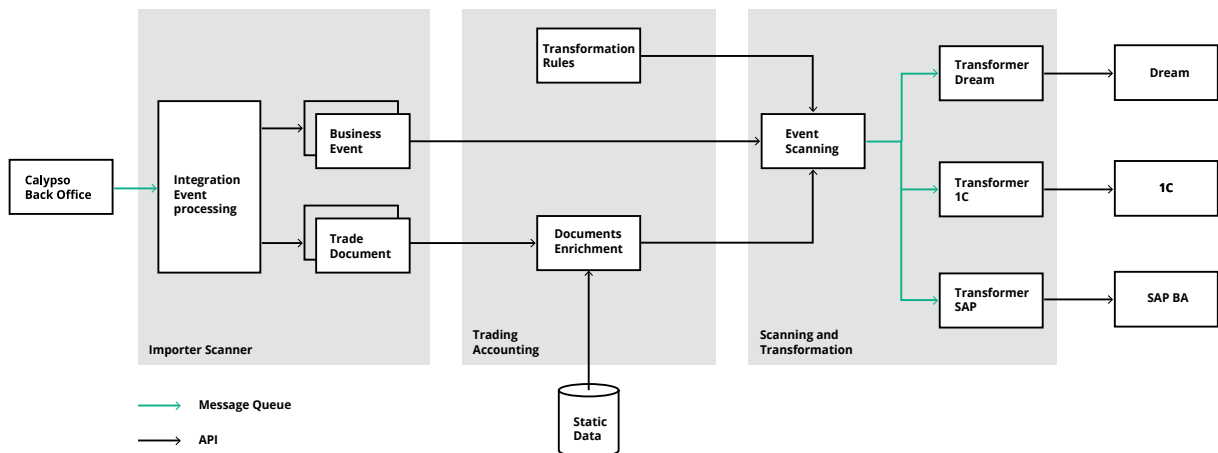 Calypso
Back Office
Integration
Event
processing
Business
Event
Trade
Document
Importer Scanner
Transformation
Rules
Documents
Enrichment
Trading
Accounting
Static
Data
Event
Scanning
Transformer
Dream
Transformer
1C
Transformer
SAP
Scanning and
Transformation
Dream
1C
SAP BA
Message Queue
API